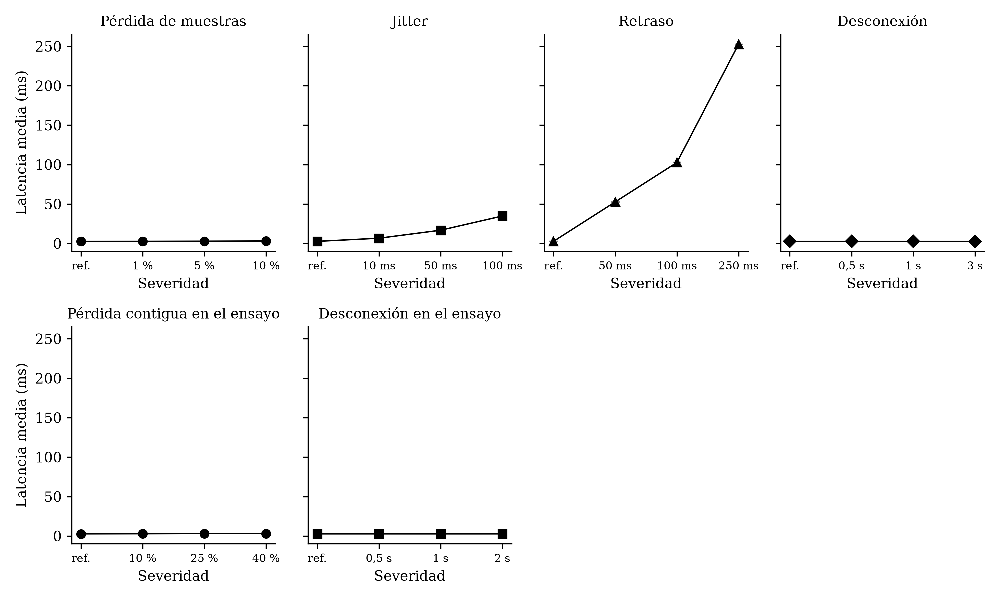 Pérdida de muestras
Jitter
Retraso
Desconexión
Latencia media (ms)
250
200
150
100
50
0
ref. 1 % 5 % 10 %
ref. 10 ms 50 ms 100 ms
ref. 50 ms 100 ms 250 ms
ref. 0,5 s 1 s 3 s
Severidad
Severidad
Severidad
Severidad
Pérdida contigua en el ensayo
Desconexión en el ensayo
Latencia media (ms)
250
200
150
100
50
0
ref. 10 % 25 % 40 %
ref. 0,5 s 1 s 2 s
Severidad
Severidad